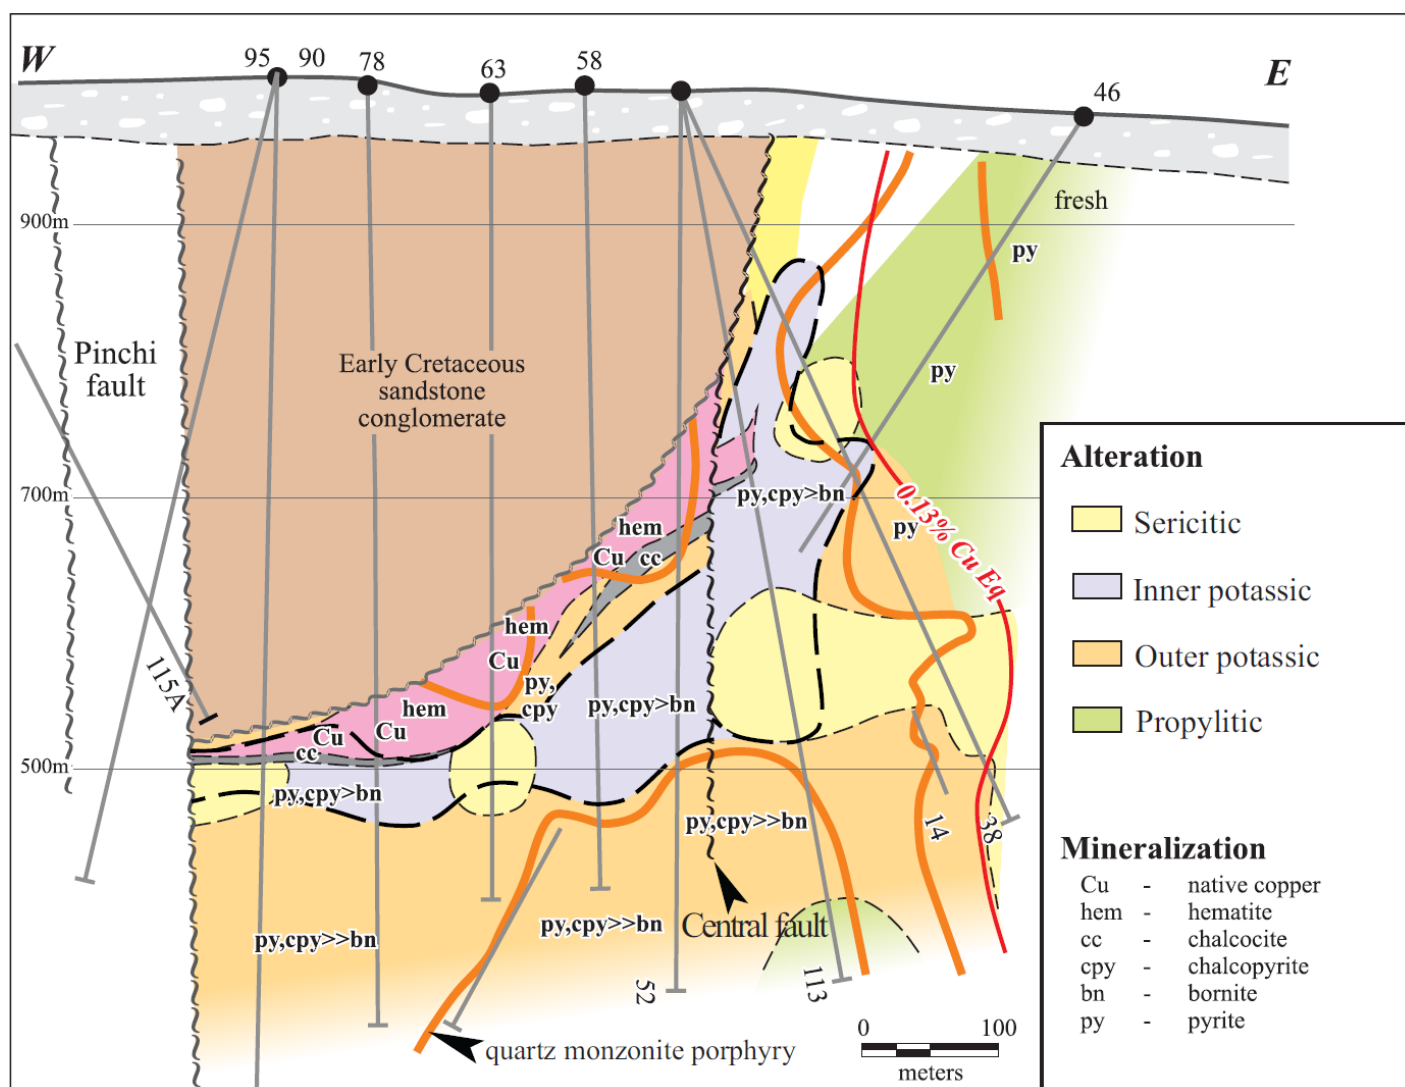 W
95
90
78
63
58
46
E
fresh
900m
py
Pinchi
fault
Early Cretaceous
sandstone
conglomerate
py
700m
py,cpy>bn
hem
py
0.13% Cu Eq
Cu
cc
hem
Cu
py,
cpy
115A
hem
py,cpy>bn
Cu
Cu
cc
500m
py,cpy>bn
py,cpy>>bn
14
38
py,cpy>>bn
py,cpy>>bn
Central fault
52
113
quartz monzonite porphyry
0
100
meters
Alteration
Sericitic
Inner potassic
Outer potassic
Propylitic
Mineralization
Cu - native copper
hem - hematite
cc - chalcocite
cpy - chalcopyrite
bn - bornite
py - pyrite